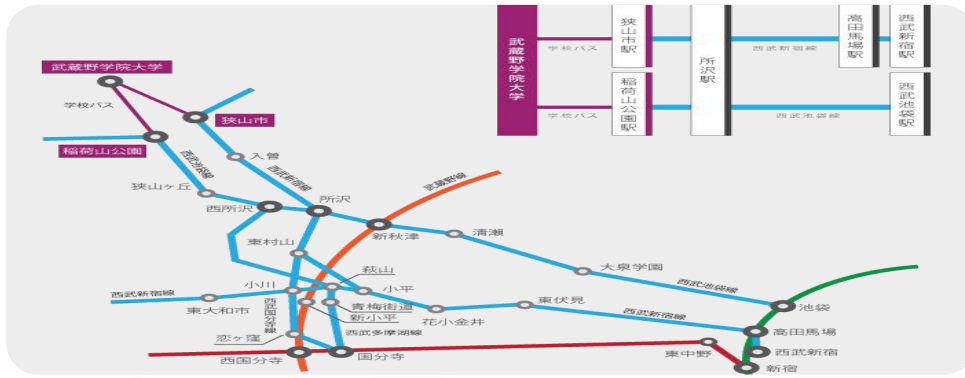 武蔵野学院大学
学校バス
狭山市
稲荷山公園
入曽
西武池袋線
西武新宿線
狭山ヶ丘
西所沢
所沢
武蔵野線
新秋津
清瀬
東村山
大泉学園
萩山
小川
小平
西武池袋線
池袋
西武新宿線
東大和市
西武国分寺線
青梅街道
新小平
花小金井
東伏見
西武新宿線
高田馬場
恋ヶ窪
西武多摩湖線
西国分寺
国分寺
東中野
西武新宿
新宿
武蔵野学院大学
学校バス
狭山市駅
所沢駅
西武新宿線
高田馬場駅
西武新宿駅
学校バス
稲荷山公園駅
西武池袋線
西武池袋駅